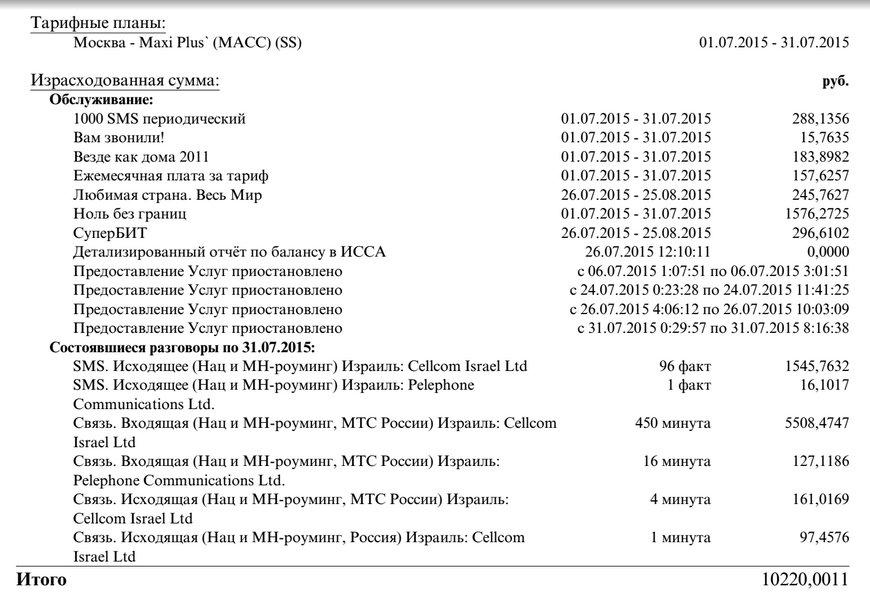 Тарифные планы:
Москва - Maxi Plus` (МАСС) (SS) 01.07.2015 - 31.07.2015
Израсходованная сумма: руб.
Обслуживание:
1000 SMS периодический 01.07.2015 - 31.07.2015 288,1356
Вам звонили! 01.07.2015 - 31.07.2015 15,7635
Везде как дома 2011 01.07.2015 - 31.07.2015 183,8982
Ежемесячная плата за тариф 01.07.2015 - 31.07.2015 157,6257
Любимая страна. Весь Мир 26.07.2015 - 25.08.2015 245,7627
Ноль без границ 01.07.2015 - 31.07.2015 1576,2725
СуперБИТ 26.07.2015 - 25.08.2015 296,6102
Детализированный отчёт по балансу в ИССА 26.07.2015 12:10:11 0,0000
Предоставление Услуг приостановлено с 06.07.2015 1:07:51 по 06.07.2015 3:01:51
Предоставление Услуг приостановлено с 24.07.2015 0:23:28 по 24.07.2015 11:41:25
Предоставление Услуг приостановлено с 26.07.2015 4:06:12 по 26.07.2015 10:03:09
Предоставление Услуг приостановлено с 31.07.2015 0:29:57 по 31.07.2015 8:16:38
Состоявшиеся разговоры по 31.07.2015:
SMS. Исходящее (Нац и МН-роуминг) Израиль: Cellcom Israel Ltd 96 факт 1545,7632
SMS. Исходящее (Нац и МН-роуминг) Израиль: Pelephone 1 факт 16,1017
Communications Ltd.
Связь. Входящая (Нац и МН-роуминг, МТС России) Израиль: Cellcom 450 минута 5508,4747
Israel Ltd
Связь. Входящая (Нац и МН-роуминг, МТС России) Израиль: 16 минута 127,1186
Pelephone Communications Ltd.
Связь. Исходящая (Нац и МН-роуминг, МТС России) Израиль: 4 минута 161,0169
Cellcom Israel Ltd
Связь. Исходящая (Нац и МН-роуминг, Россия) Израиль: Cellcom 1 минута 97,4576
Israel Ltd
Итого 10220,0011